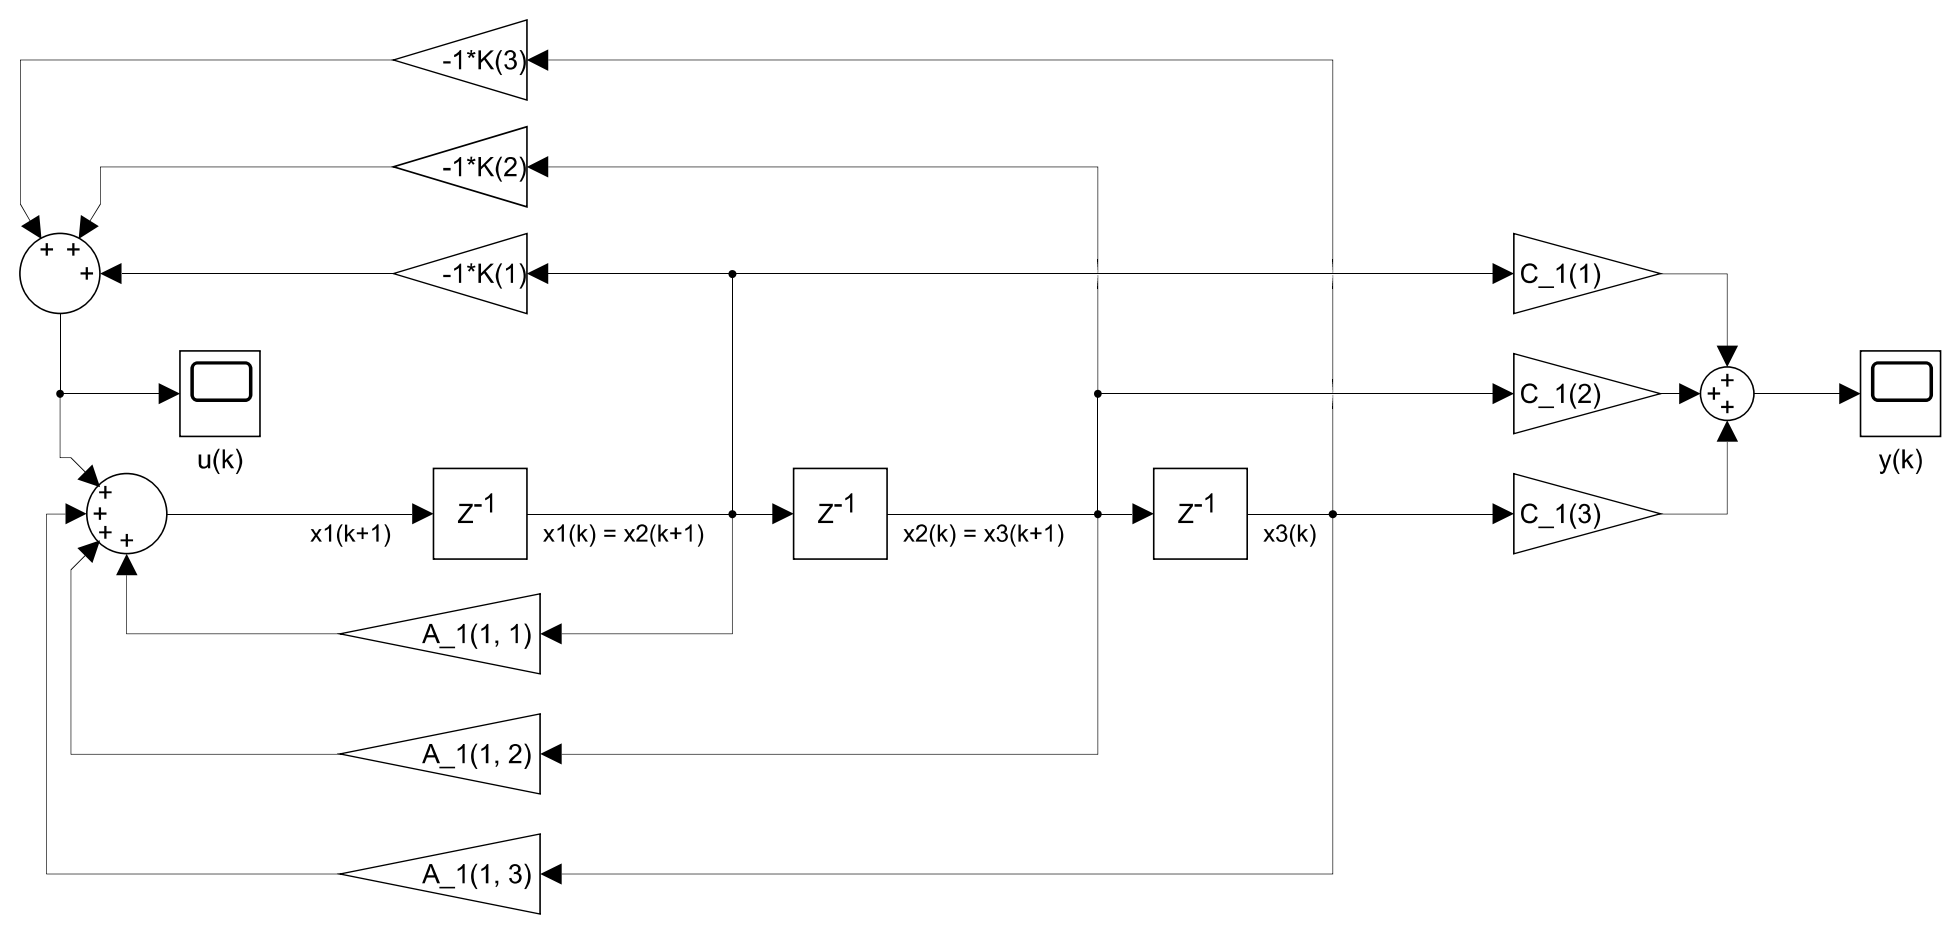 -1*K(3)
-1*K(2)
+ +
+
-1*K(1)
C_1(1)
C_1(2)
+
+
+
u(k)
y(k)
+
+
+
+
x1(k+1)
Z-1
x1(k) = x2(k+1)
Z-1
x2(k) = x3(k+1)
Z-1
x3(k)
C_1(3)
A_1(1, 1)
A_1(1, 2)
A_1(1, 3)